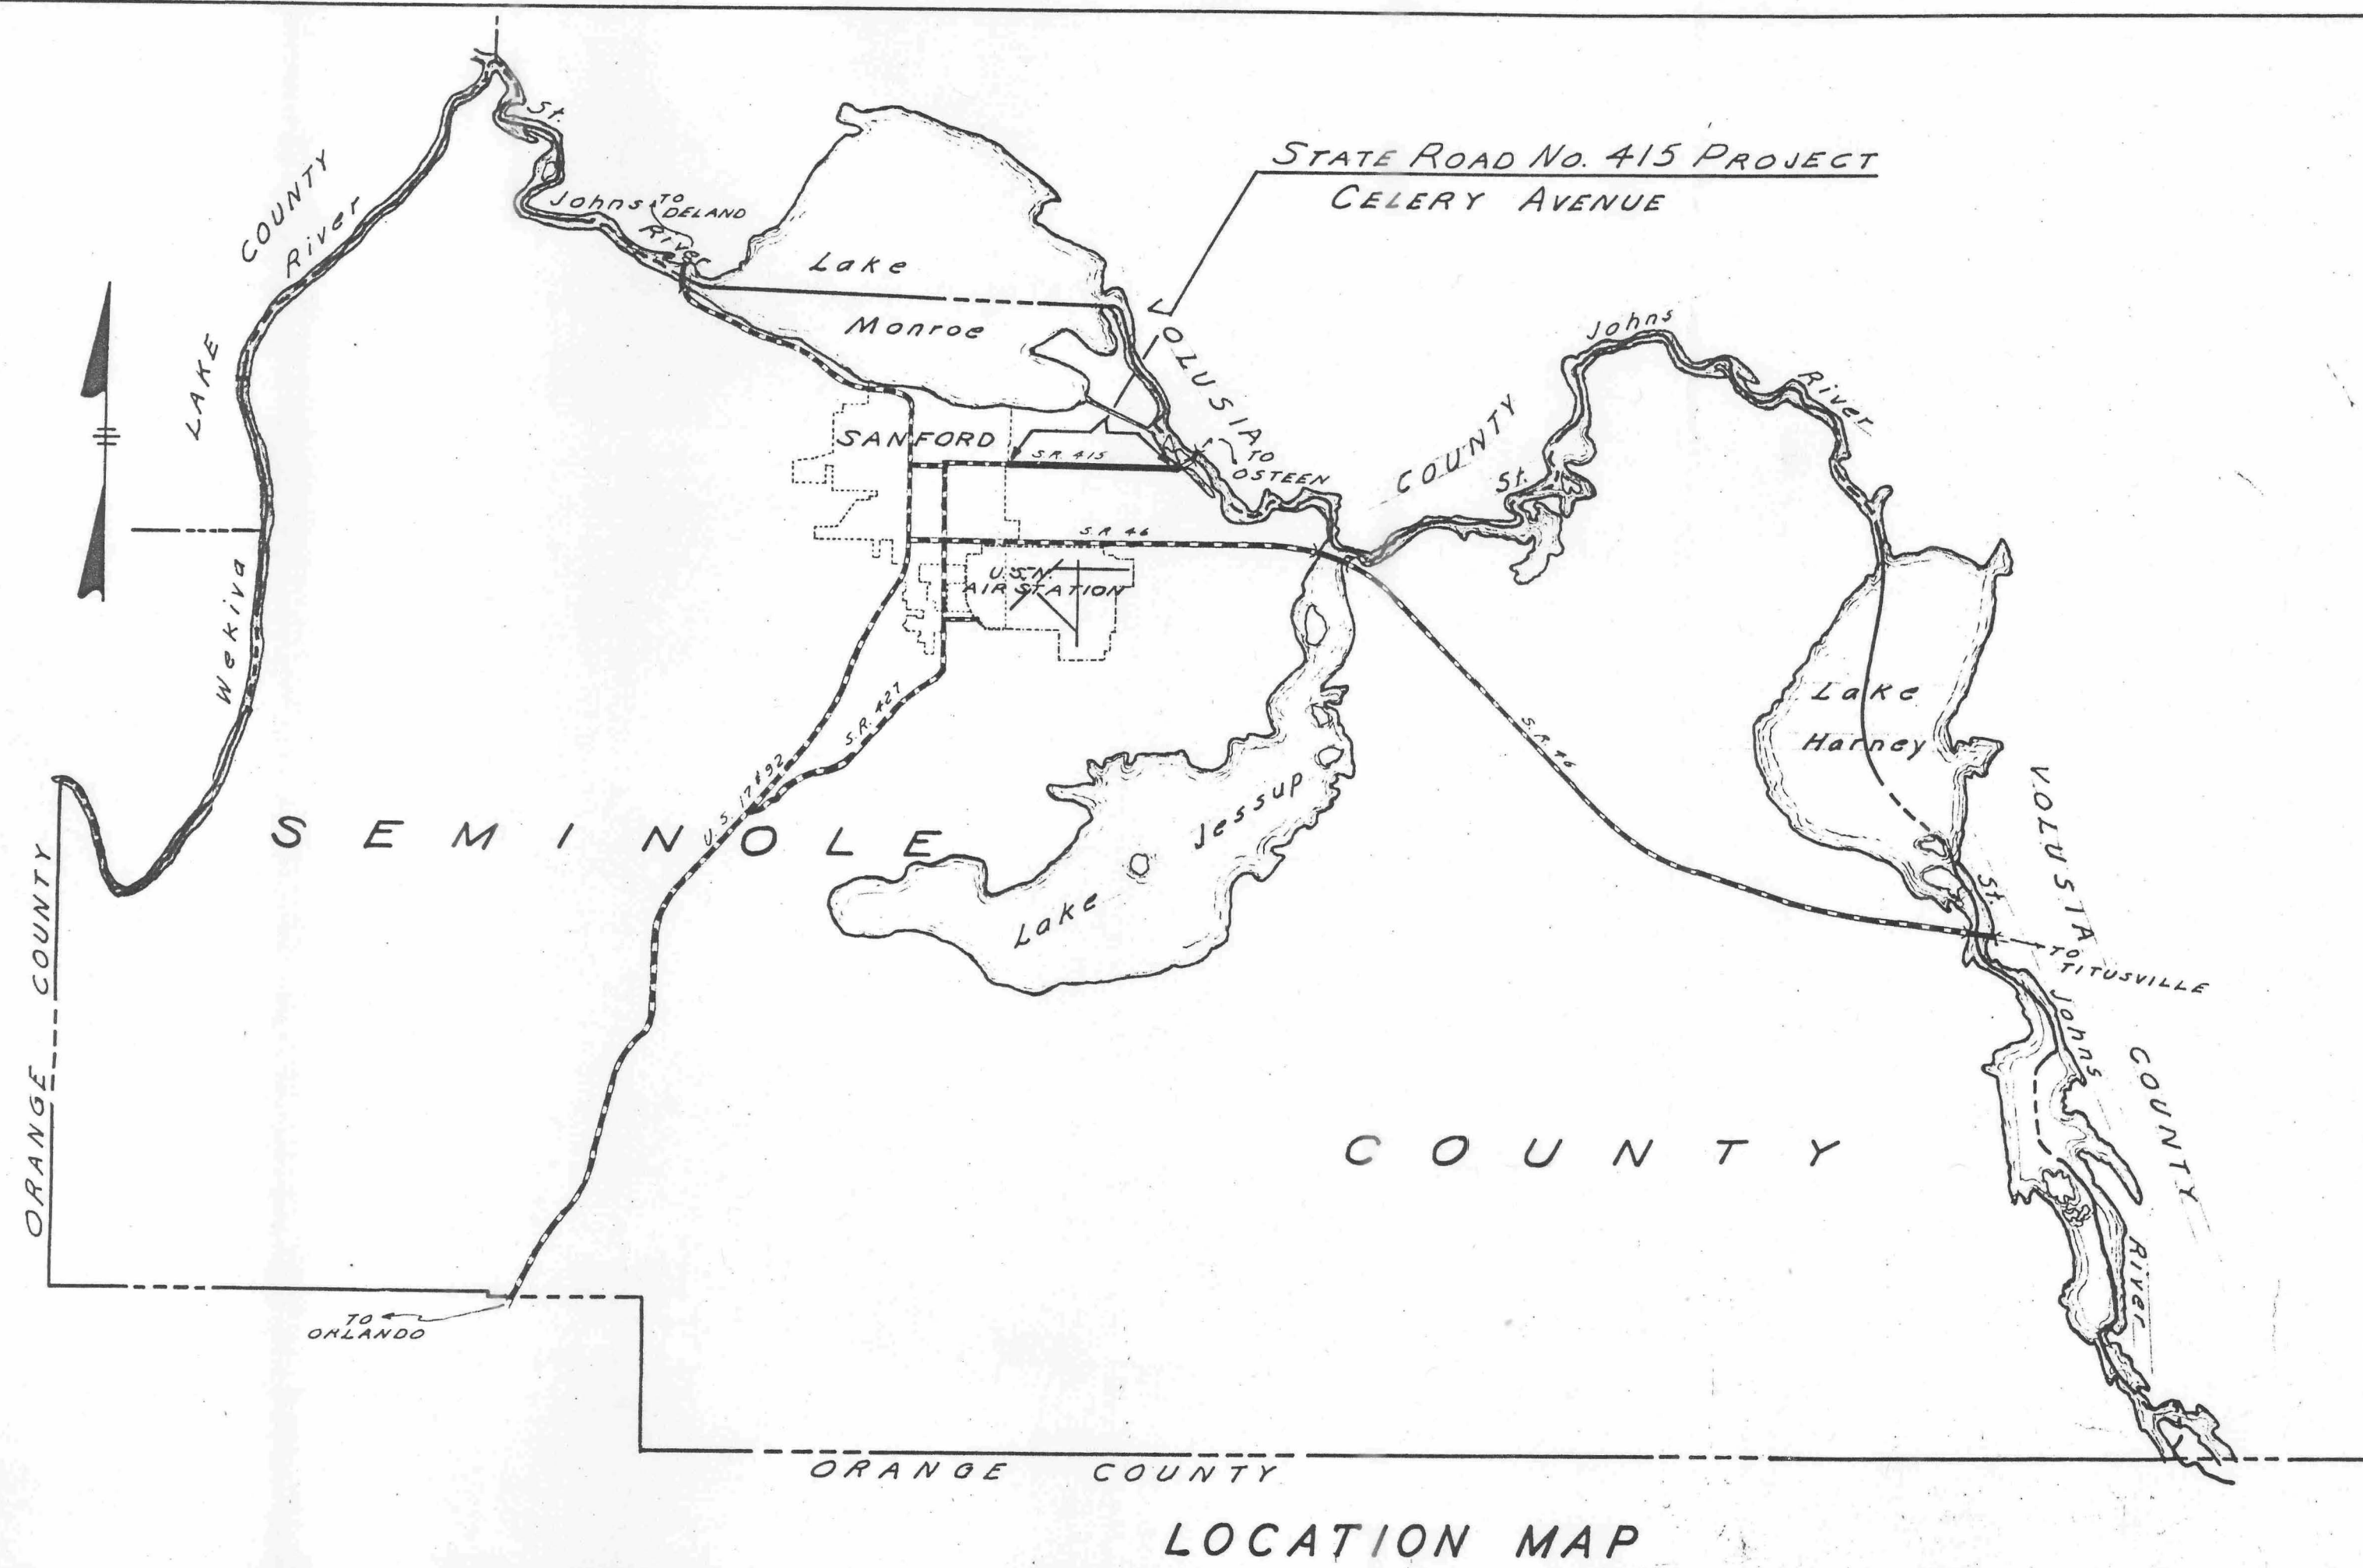 STATE ROAD NO. 415 PROJECT
CELERY AVENUE
St.
Johns
River
TO
DELAND
LAKE COUNTY
River
Wekiva
Lake
Monroe
VOLUSIA
COUNTY
SANFORD
S.R. 415
TO
OSTEEN
St.
Johns
River
S.R. 46
U.S.N.
AIR STATION
S.R. 427
U.S. 17 & 92
S.R. 46
Lake
Harney
Lake Jessup
SEMINOLE
COUNTY
VOLUSIA
COUNTY
St.
Johns
River
TO
TITUSVILLE
ORANGE COUNTY
TO
ORLANDO
ORANGE COUNTY
LOCATION MAP